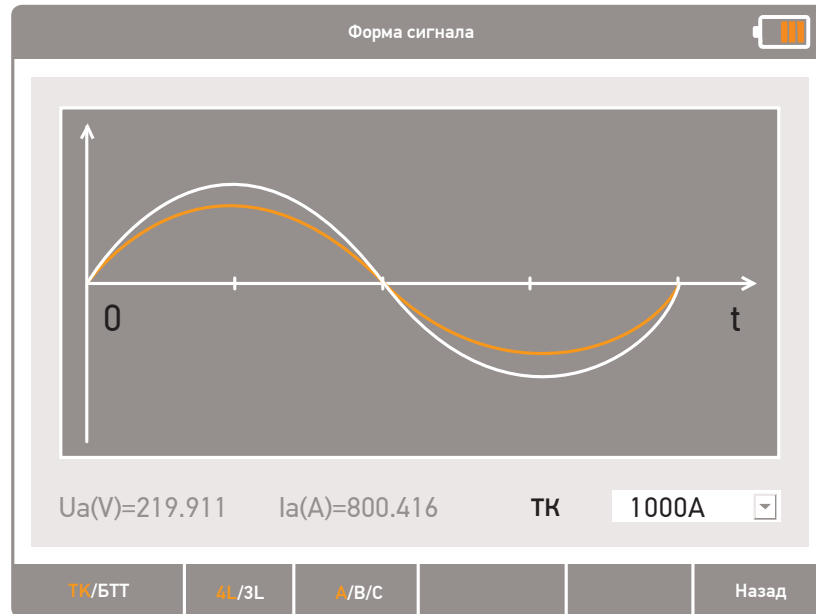 Форма сигнала
0
t
Ua(V)=219.911 Ia(A)=800.416 ТК 1000A
ТК/БТТ 4L/3L A/B/C Назад